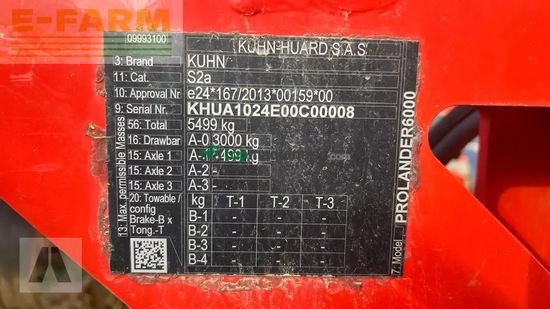 E-FARM
09993100
KUHN-HUARD S.A.S
3: Brand KUHN
11: Cat. S2a
10: Approval Nr e24*167/2013*00159*00
9: Serial Nr. KHUA1024E00C00008
56: Total 5499 kg
16: Drawbar A-0 3000 kg
15: Axle 1 A-1 4999 kg
15: Axle 2 A-2 -
15: Axle 3 A-3 -
20: Towable / config Brake-B x Tong.-T
kg T-1 T-2 T-3
B-1 - - -
B-2 - - -
B-3 - - -
B-4 - - -
13: Max. permissible Masses
7: Model PROLANDER6000